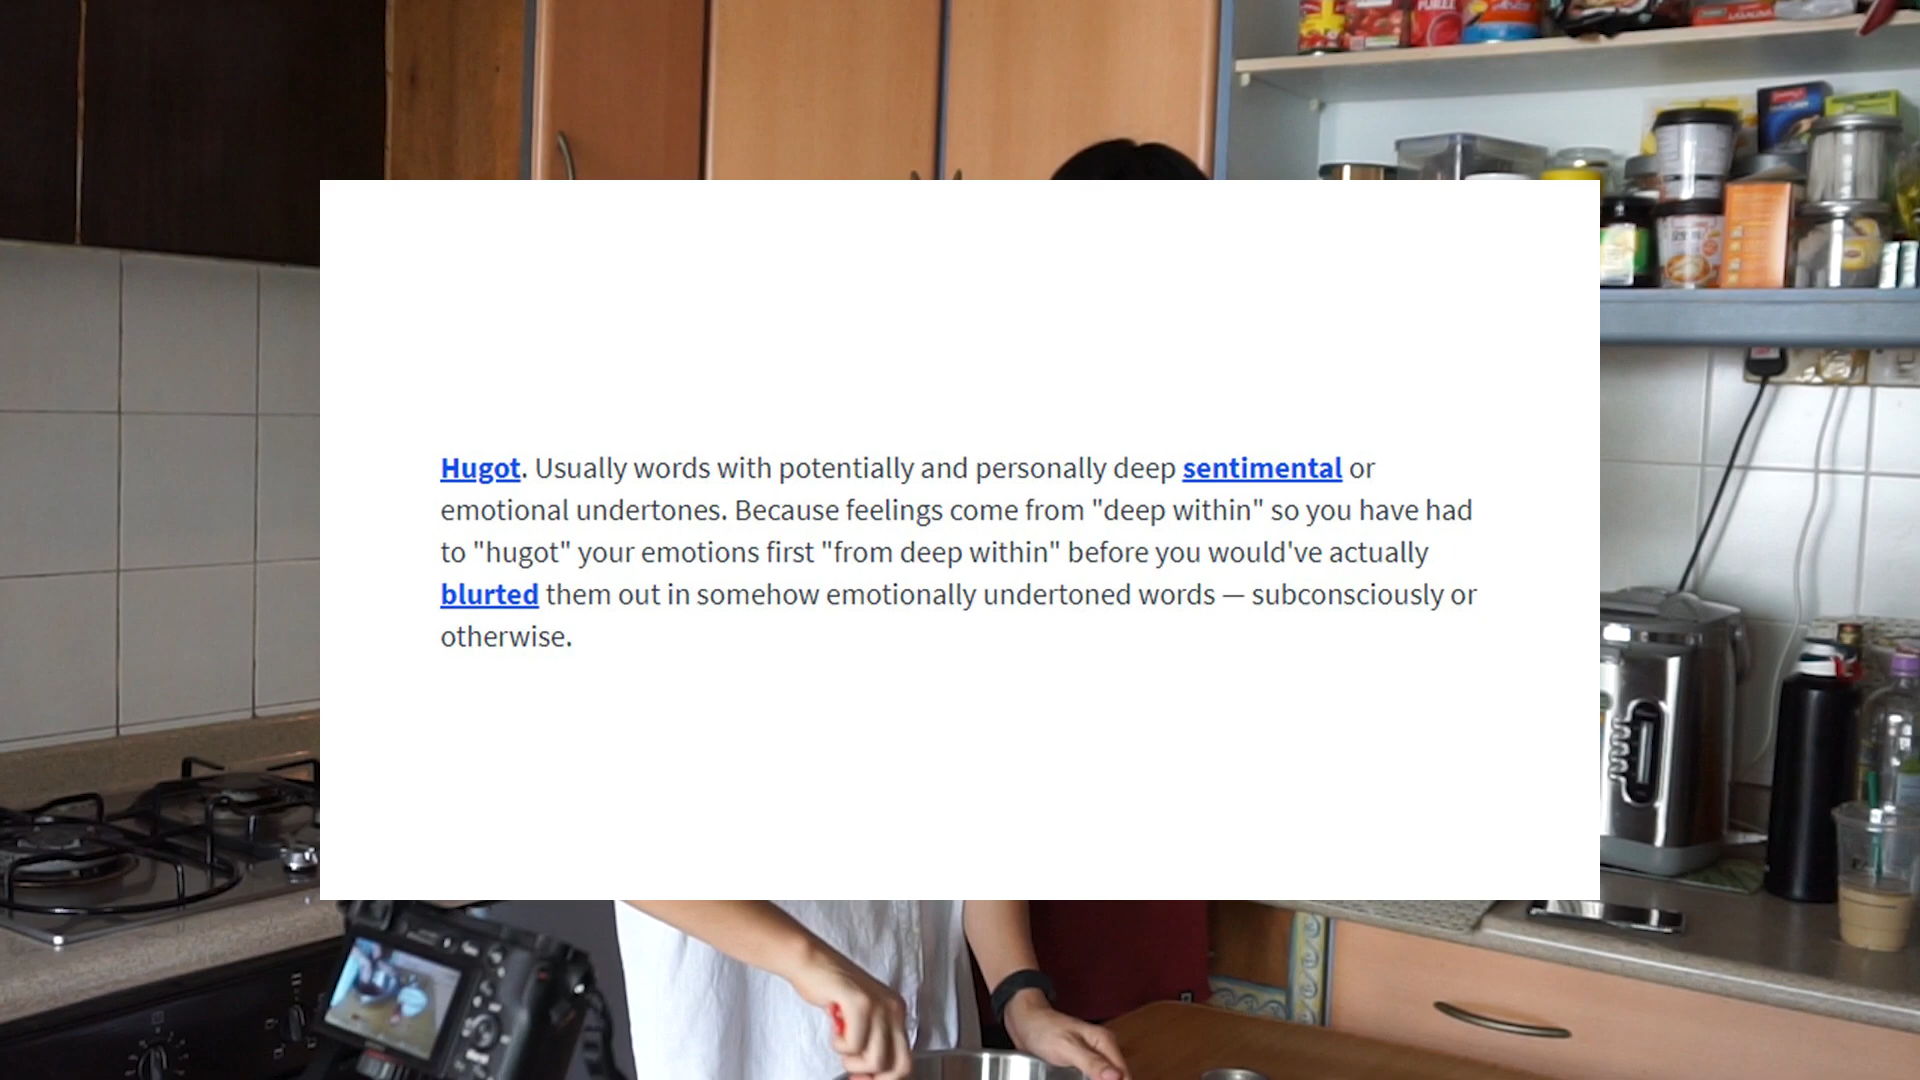 PUREE
Hugot. Usually words with potentially and personally deep sentimental or
emotional undertones. Because feelings come from "deep within" so you have had
to "hugot" your emotions first "from deep within" before you would've actually
blurted them out in somehow emotionally undertoned words — subconsciously or
otherwise.